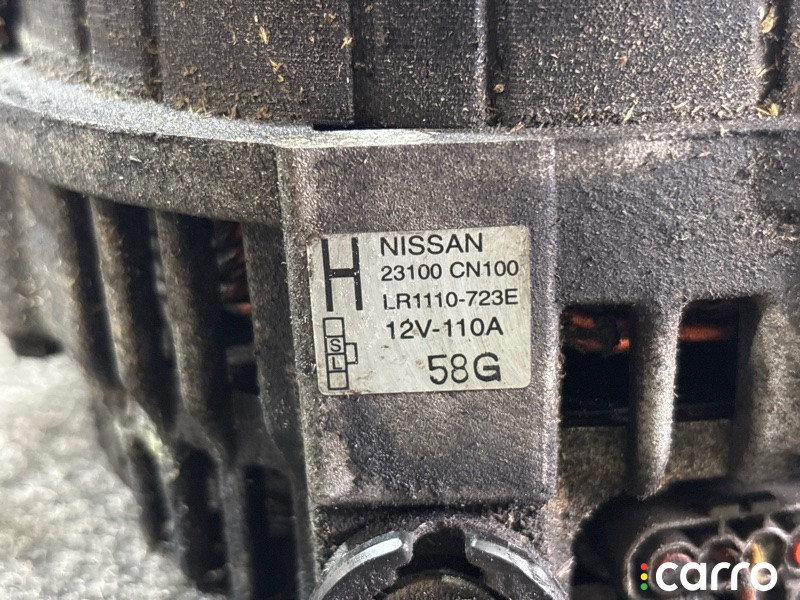 H
NISSAN
23100 CN100
LR1110-723E
12V-110A
S
L
58G
carro